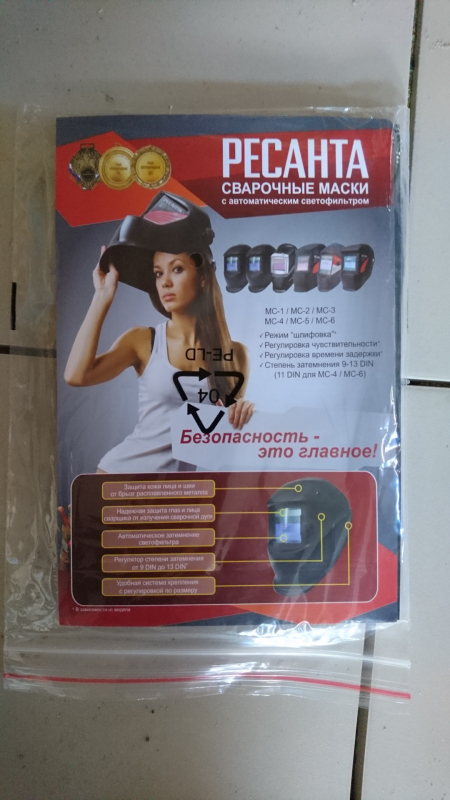 РЕСАНТА
СВАРОЧНЫЕ МАСКИ
с автоматическим светофильтром
МС-1 / МС-2 / МС-3
МС-4 / МС-5 / МС-6
✓Режим "шлифовка"*
✓Регулировка чувствительности*
✓Регулировка времени задержки*
✓Степень затемнения 9-13 DIN
(11 DIN для МС-4 / МС-6)
04
PE-LD
Безопасность -
это главное!
Защита кожи лица и шеи
от брызг расплавленного металла
Надежная защита глаз и лица
сварщика от излучения сварочной дуги
Автоматическое затемнение
светофильтра
Регулятор степени затемнения
от 9 DIN до 13 DIN*
Удобная система крепления
с регулировкой по размеру
* В зависимости от модели